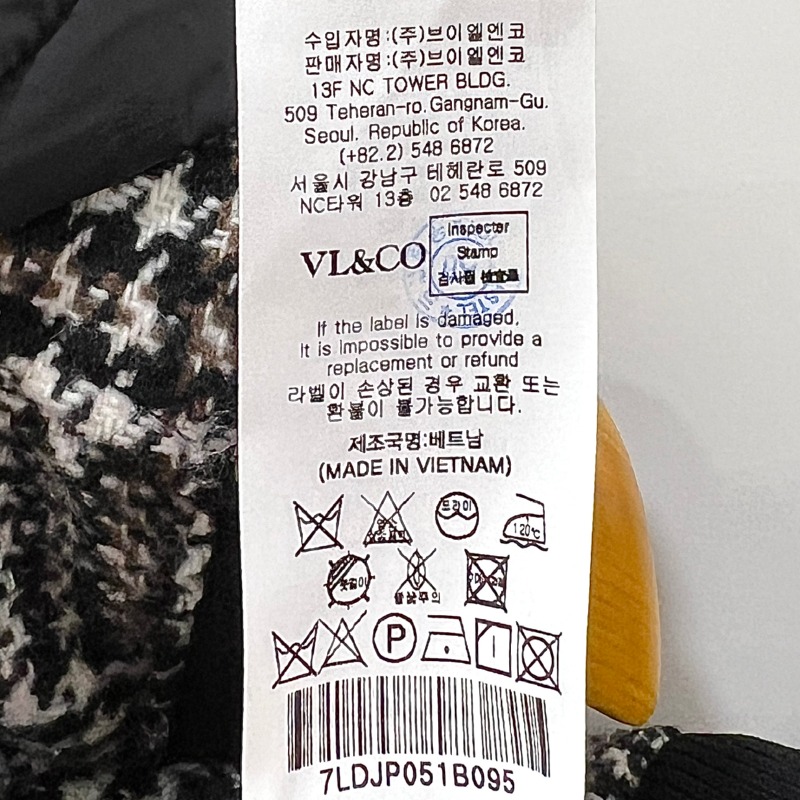 수입자명:(주)브이엘엔코
판매자명:(주)브이엘엔코
13F NC TOWER BLDG.
509 Teheran-ro.Gangnam-Gu.
Seoul. Republic of Korea.
(+82.2) 548 6872
서울시 강남구 테헤란로 509
NC타워 13층 02 548 6872
VL&CO
Inspecter
Stamp
If the label is damaged,
It is Impossible to provide a
replacement or refund
라벨이 손상된 경우 교환 또는
환불이 불가능합니다.
제조국명:베트남
(MADE IN VIETNAM)
드라이
120℃
옷걸이
P
7LDJP051B095